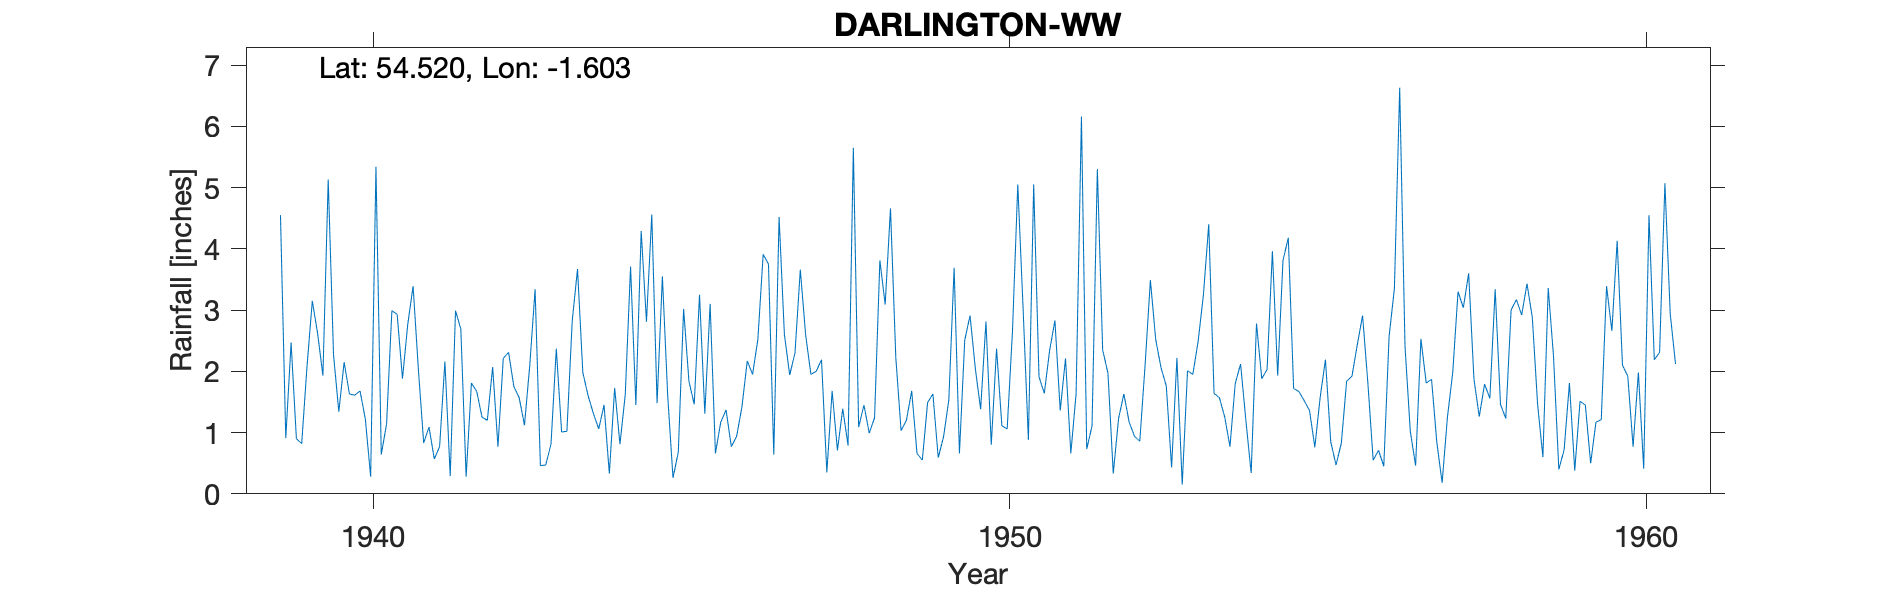 DARLINGTON-WW
Lat: 54.520, Lon: -1.603
7
6
5
4
3
2
1
0
Rainfall [inches]
1940
1950
1960
Year